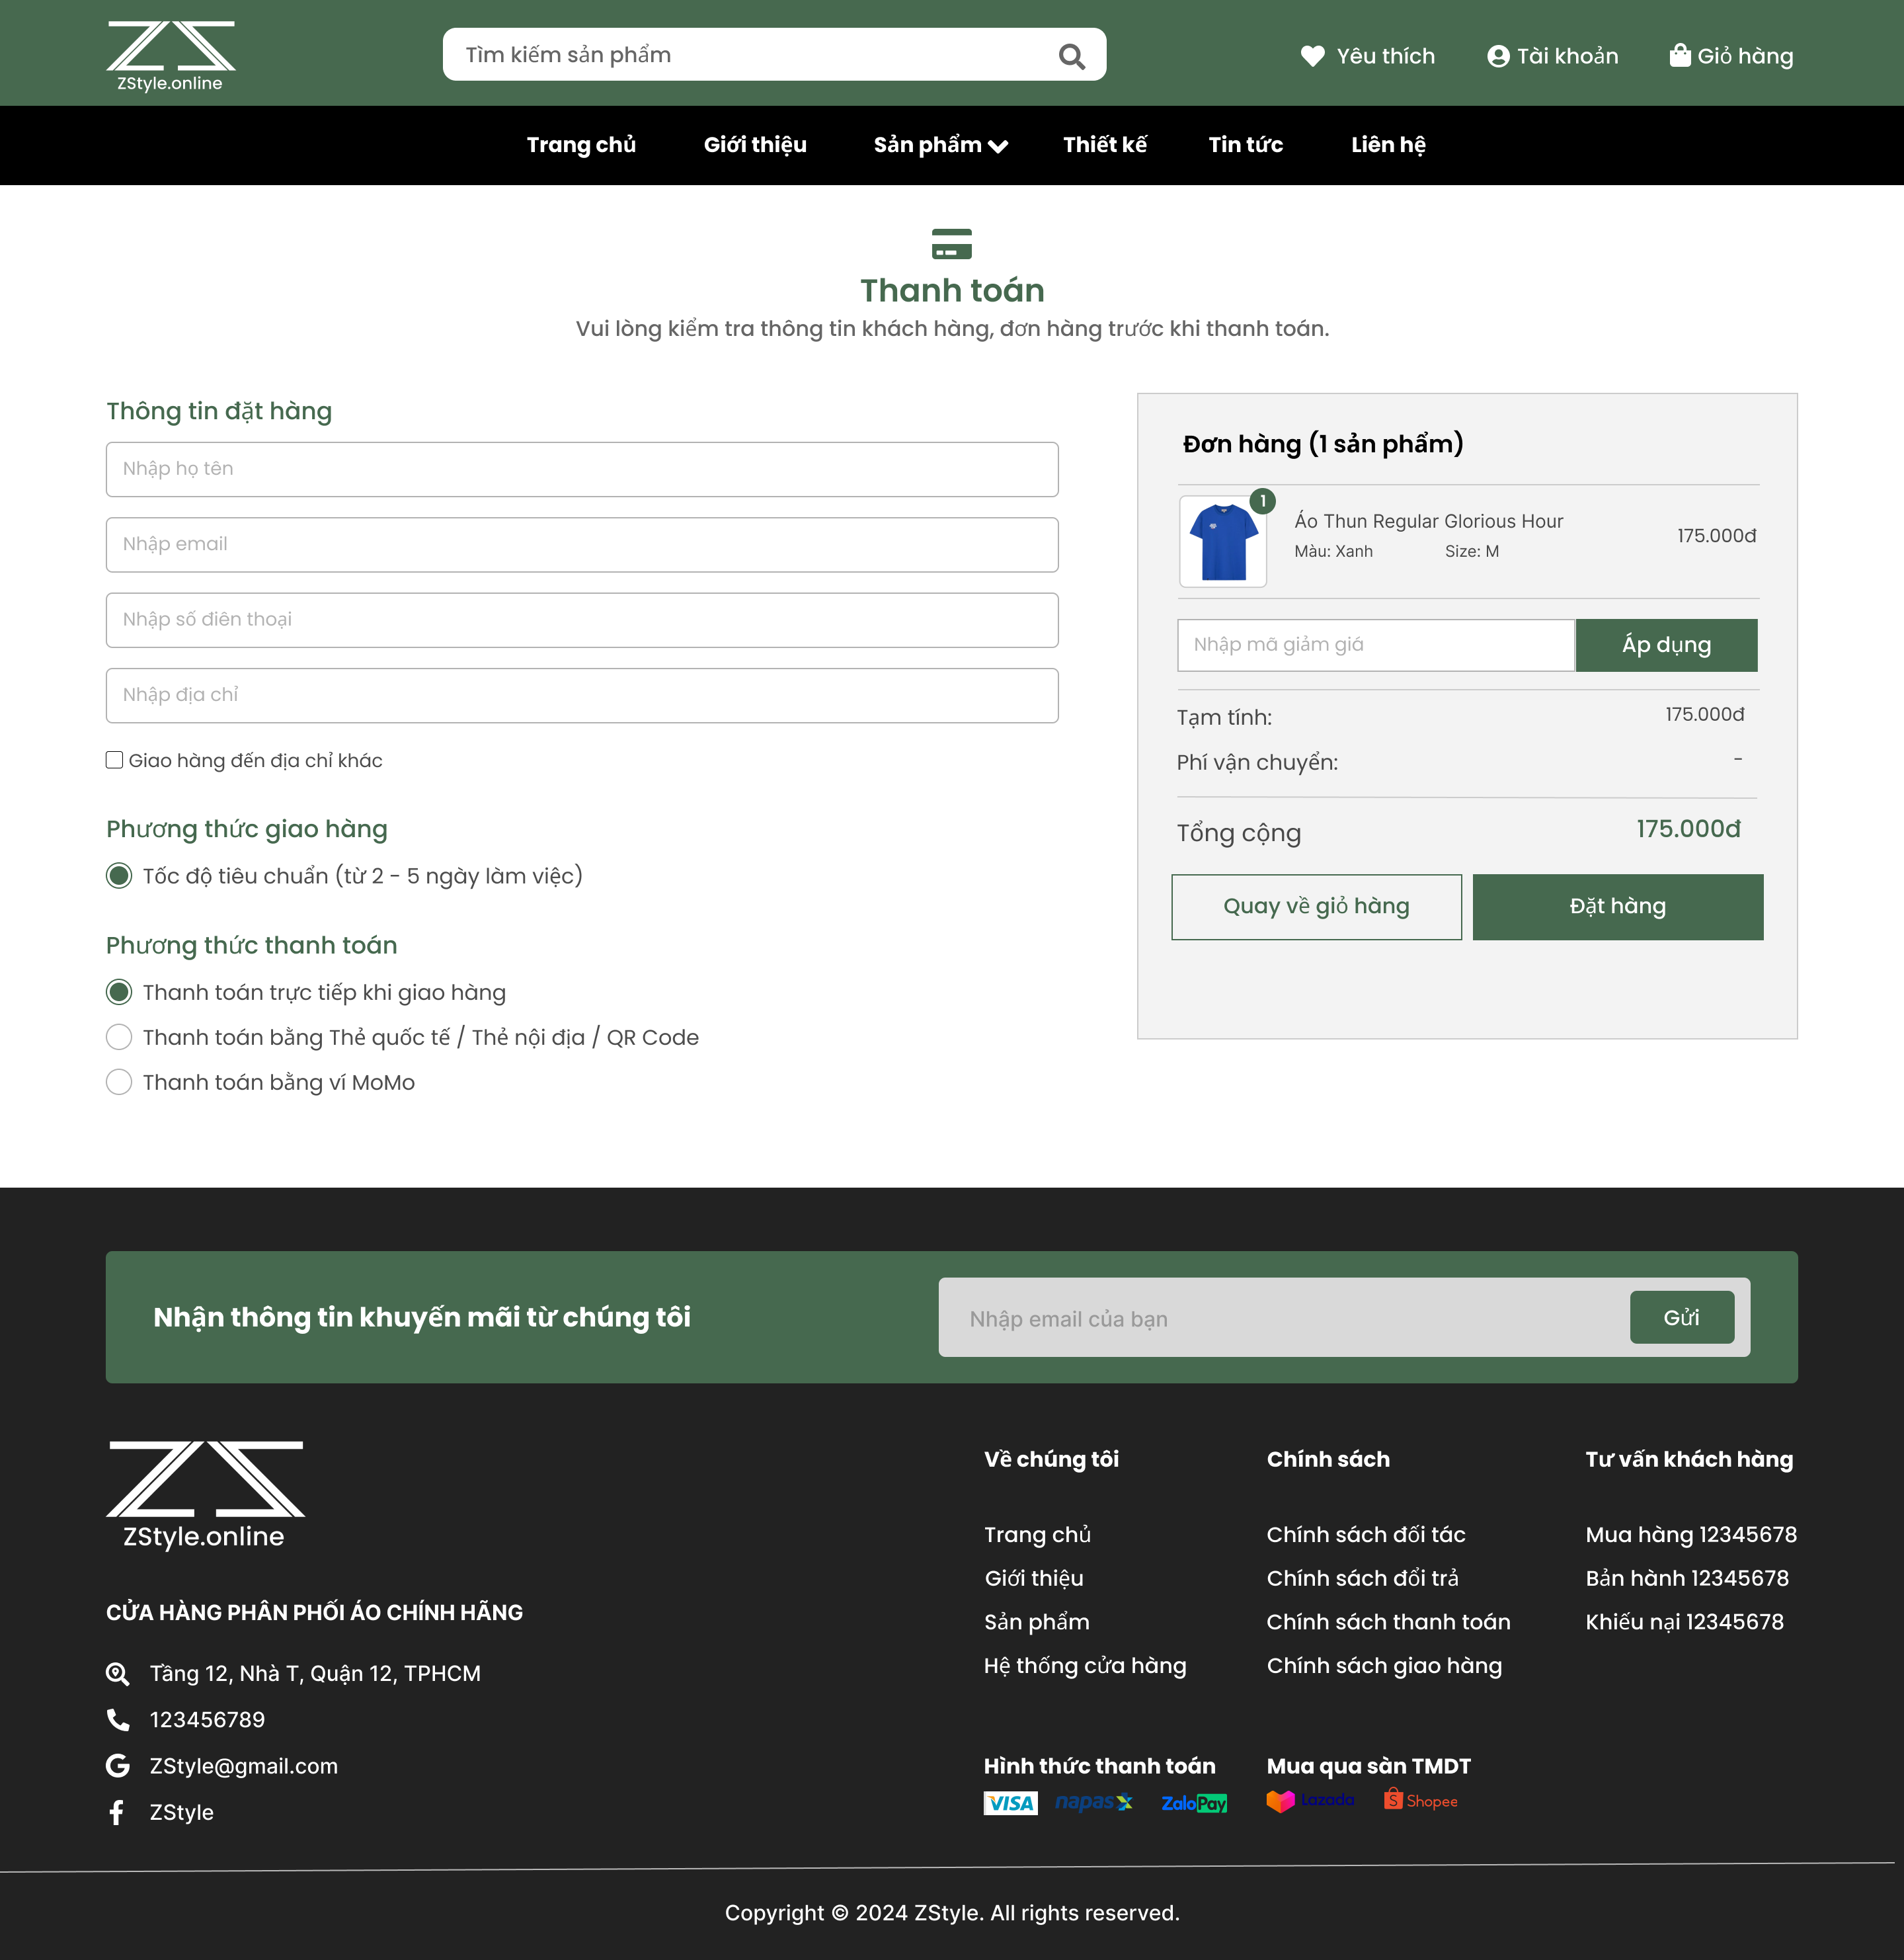 ZStyle.online
Tìm kiếm sản phẩm
Yêu thích
Tài khoản
Giỏ hàng
Trang chủ
Giới thiệu
Sản phẩm
Thiết kế
Tin tức
Liên hệ
Thanh toán
Vui lòng kiểm tra thông tin khách hàng, đơn hàng trước khi thanh toán.
Thông tin đặt hàng
Nhập họ tên
Nhập email
Nhập số điên thoại
Nhập địa chỉ
Giao hàng đến địa chỉ khác
Phương thức giao hàng
Tốc độ tiêu chuẩn (từ 2 - 5 ngày làm việc)
Phương thức thanh toán
Thanh toán trực tiếp khi giao hàng
Thanh toán bằng Thẻ quốc tế / Thẻ nội địa / QR Code
Thanh toán bằng ví MoMo
Đơn hàng (1 sản phẩm)
1
Áo Thun Regular Glorious Hour
Màu: Xanh
Size: M
175.000đ
Nhập mã giảm giá
Áp dụng
Tạm tính:
175.000đ
Phí vận chuyển:
-
Tổng cộng
175.000đ
Quay về giỏ hàng
Đặt hàng
Nhận thông tin khuyến mãi từ chúng tôi
Nhập email của bạn
Gửi
ZStyle.online
CỬA HÀNG PHÂN PHỐI ÁO CHÍNH HÃNG
Tầng 12, Nhà T, Quận 12, TPHCM
123456789
ZStyle@gmail.com
ZStyle
Về chúng tôi
Trang chủ
Giới thiệu
Sản phẩm
Hệ thống cửa hàng
Chính sách
Chính sách đối tác
Chính sách đổi trả
Chính sách thanh toán
Chính sách giao hàng
Tư vấn khách hàng
Mua hàng 12345678
Bản hành 12345678
Khiếu nại 12345678
Hình thức thanh toán
VISA
napas
ZaloPay
Mua qua sàn TMDT
Lazada
Shopee
Copyright © 2024 ZStyle. All rights reserved.